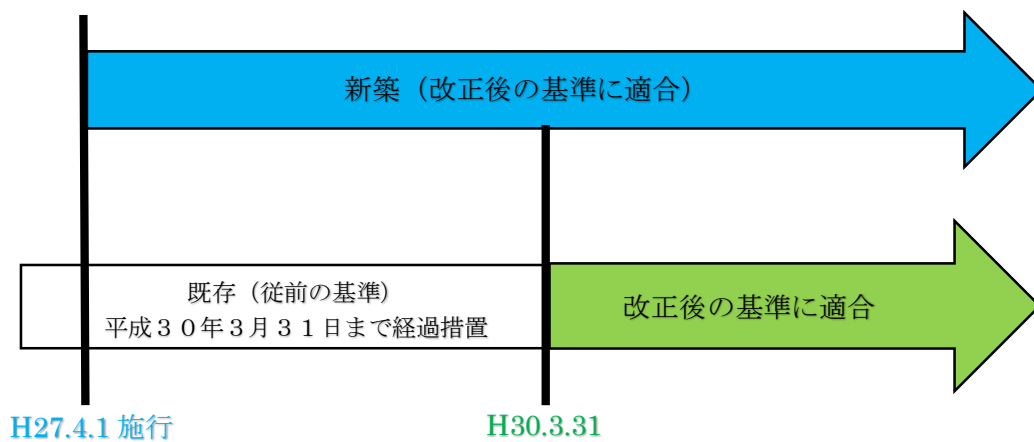 新築（改正後の基準に適合）
既存（従前の基準）
平成３０年３月３１日まで経過措置
改正後の基準に適合
H27.4.1 施行
H30.3.31